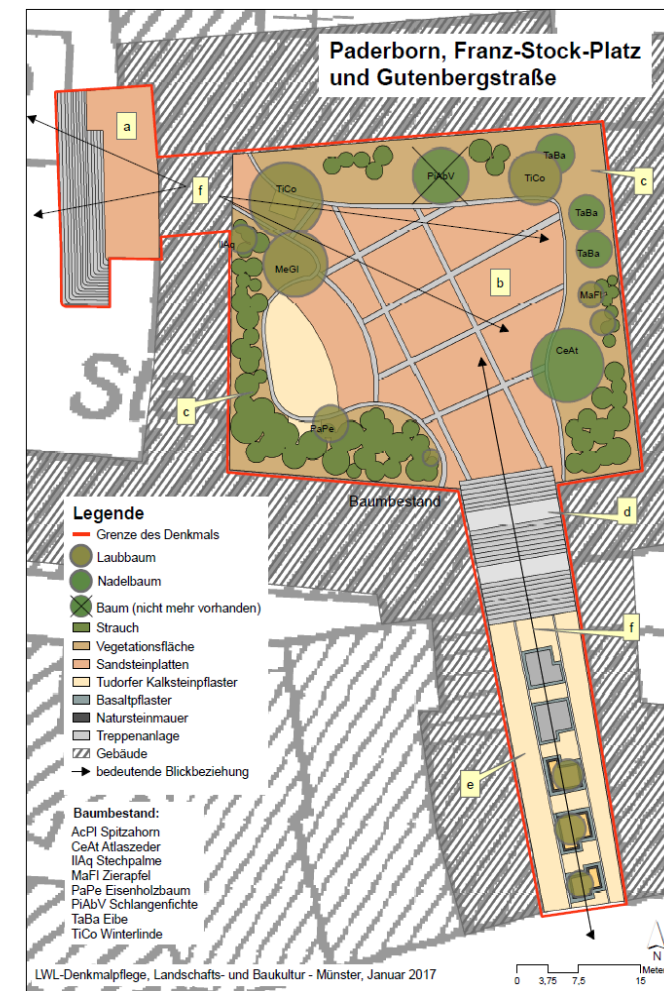 Paderborn, Franz-Stock-Platz
und Gutenbergstraße
a
f
TiCo
IlAq
MeGl
PiAbV
TaBa
TiCo
c
TaBa
TaBa
b
MaFl
CeAt
c
PaPe
Baumbestand
d
f
e
Legende
Grenze des Denkmals
Laubbaum
Nadelbaum
Baum (nicht mehr vorhanden)
Strauch
Vegetationsfläche
Sandsteinplatten
Tudorfer Kalksteinpflaster
Basaltpflaster
Natursteinmauer
Treppenanlage
Gebäude
bedeutende Blickbeziehung
Baumbestand:
AcPl Spitzahorn
CeAt Atlaszeder
IlAq Stechpalme
MaFl Zierapfel
PaPe Eisenholzbaum
PiAbV Schlangenfichte
TaBa Eibe
TiCo Winterlinde
LWL-Denkmalpflege, Landschafts- und Baukultur - Münster, Januar 2017
N
Meter
0 3,75 7,5 15